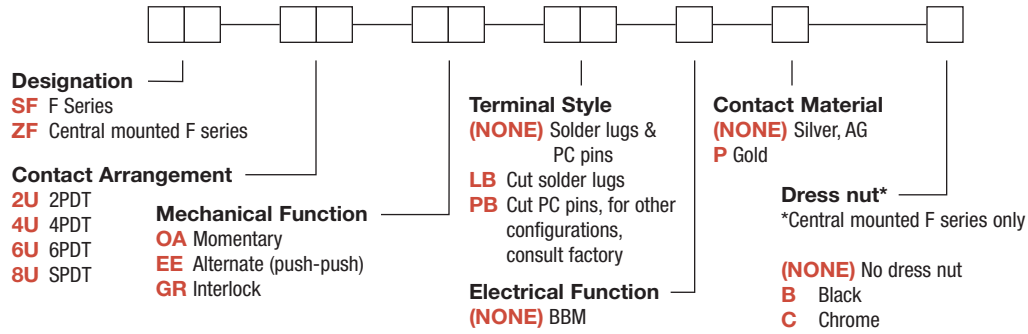 Designation
SF F Series
ZF Central mounted F series
Contact Arrangement
2U 2PDT
4U 4PDT
6U 6PDT
8U SPDT
Mechanical Function
OA Momentary
EE Alternate (push-push)
GR Interlock
Terminal Style
(NONE) Solder lugs &
PC pins
LB Cut solder lugs
PB Cut PC pins, for other
configurations,
consult factory
Electrical Function
(NONE) BBM
Contact Material
(NONE) Silver, AG
P Gold
Dress nut*
*Central mounted F series only
(NONE) No dress nut
B Black
C Chrome